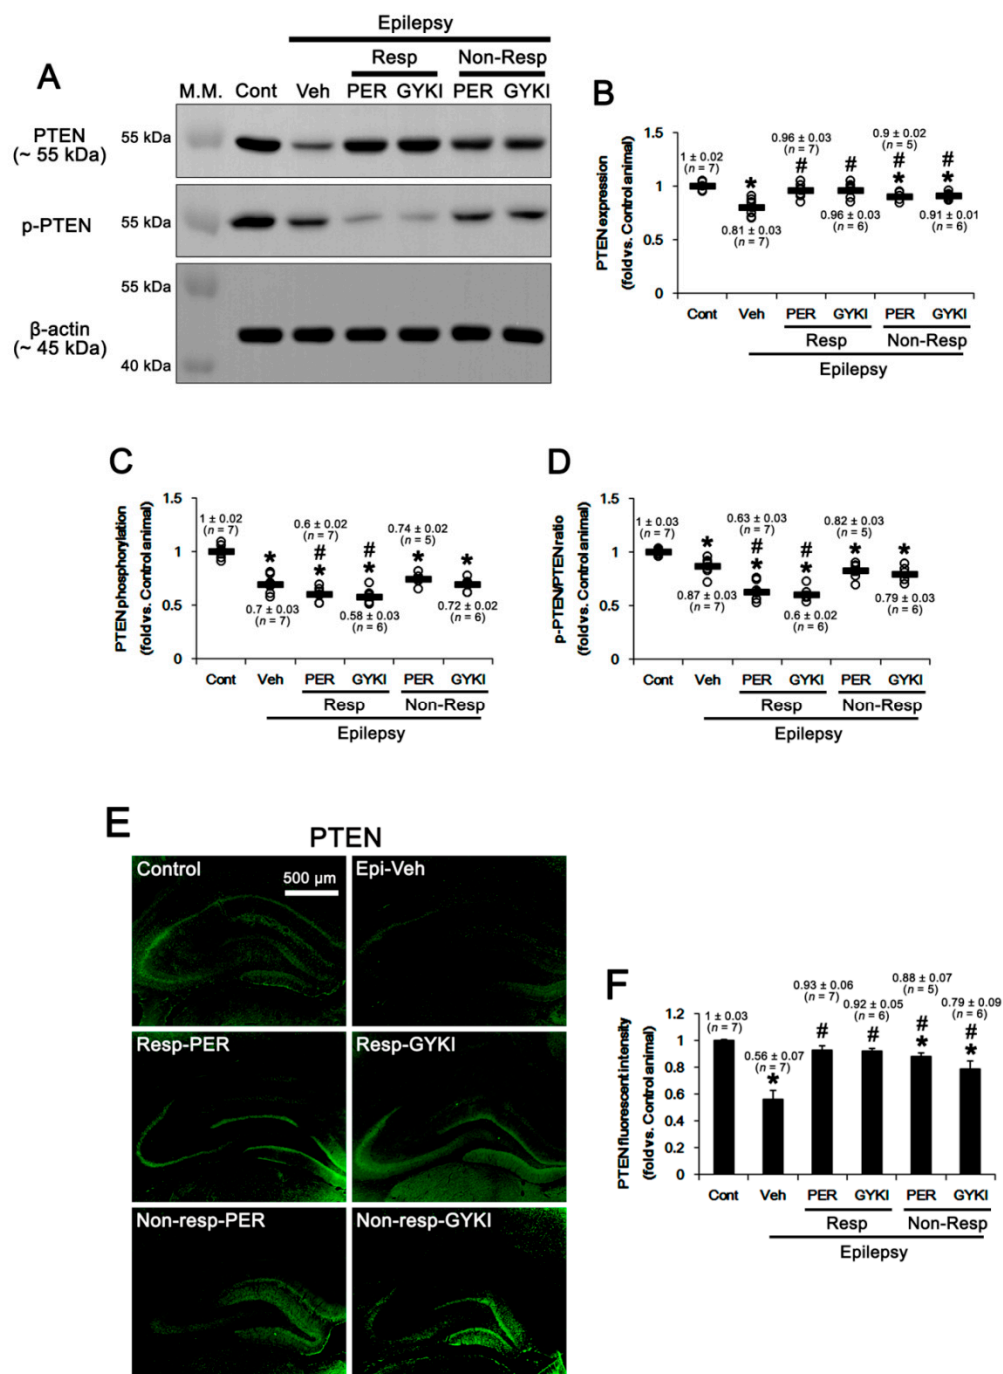 A
Epilepsy
Resp
Non-Resp
M.M.
Cont
Veh
PER
GYKI
PER
GYKI
PTEN
(~ 55 kDa)
55 kDa
p-PTEN
55 kDa
55 kDa
β-actin
(~ 45 kDa)
40 kDa
B
PTEN expression
(fold vs. Control animal)
1.5
1
0.5
0
1 ± 0.02
(n = 7)
*
0.81 ± 0.03
(n = 7)
0.96 ± 0.03
(n = 7)
#
#
0.96 ± 0.03
(n = 6)
0.9 ± 0.02
(n = 5)
#
*
#
*
0.91 ± 0.01
(n = 6)
Cont
Veh
PER
GYKI
PER
GYKI
Resp
Non-Resp
Epilepsy
C
PTEN phosphorylation
(fold vs. Control animal)
1.5
1
0.5
0
1 ± 0.02
(n = 7)
*
0.7 ± 0.03
(n = 7)
0.6 ± 0.02
(n = 7)
#
*
#
*
0.58 ± 0.03
(n = 6)
0.74 ± 0.02
(n = 5)
*
*
0.72 ± 0.02
(n = 6)
Cont
Veh
PER
GYKI
PER
GYKI
Resp
Non-Resp
Epilepsy
D
p-PTEN/PTEN ratio
(fold vs. Control animal)
1.5
1
0.5
0
1 ± 0.03
(n = 7)
*
0.87 ± 0.03
(n = 7)
0.63 ± 0.03
(n = 7)
#
*
#
*
0.6 ± 0.02
(n = 6)
0.82 ± 0.03
(n = 5)
*
*
0.79 ± 0.03
(n = 6)
Cont
Veh
PER
GYKI
PER
GYKI
Resp
Non-Resp
Epilepsy
E
PTEN
Control
500 µm
Epi-Veh
Resp-PER
Resp-GYKI
Non-resp-PER
Non-resp-GYKI
F
PTEN fluorescent intensity
(fold vs. Control animal)
1.2
1
0.8
0.6
0.4
0.2
0
1 ± 0.03
(n = 7)
0.56 ± 0.07
(n = 7)
*
0.93 ± 0.06
(n = 7)
#
0.92 ± 0.05
(n = 6)
#
0.88 ± 0.07
(n = 5)
#
*
0.79 ± 0.09
(n = 6)
#
*
Cont
Veh
PER
GYKI
PER
GYKI
Resp
Non-Resp
Epilepsy